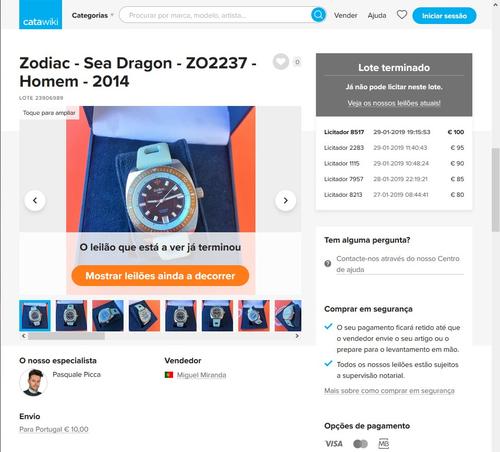 catawiki
Categorias
Procurar por marca, modelo, artista...
Vender
Ajuda
Iniciar sessão
Zodiac - Sea Dragon - ZO2237 -
Homem - 2014
0
LOTE 23906989
Toque para ampliar
O leilão que está a ver já terminou
Mostrar leilões ainda a decorrer
O nosso especialista
Pasquale Picca
Vendedor
Miguel Miranda
Envio
Para Portugal € 10,00
Lote terminado
Já não pode licitar neste lote.
Veja os nossos leilões atuais!
Licitador 8517 29-01-2019 19:15:53 € 100
Licitador 2283 29-01-2019 11:40:43 € 95
Licitador 1115 29-01-2019 10:48:24 € 90
Licitador 7957 28-01-2019 22:19:21 € 85
Licitador 8213 27-01-2019 08:44:41 € 80
Tem alguma pergunta?
Contacte-nos através do nosso Centro
de ajuda
Comprar em segurança
O seu pagamento ficará retido até que
o vendedor envie o seu artigo ou o
prepare para o levantamento em mão.
Todos os nossos leilões estão sujeitos
a supervisão notarial.
Mais sobre como comprar em segurança
Opções de pagamento
VISA
MB